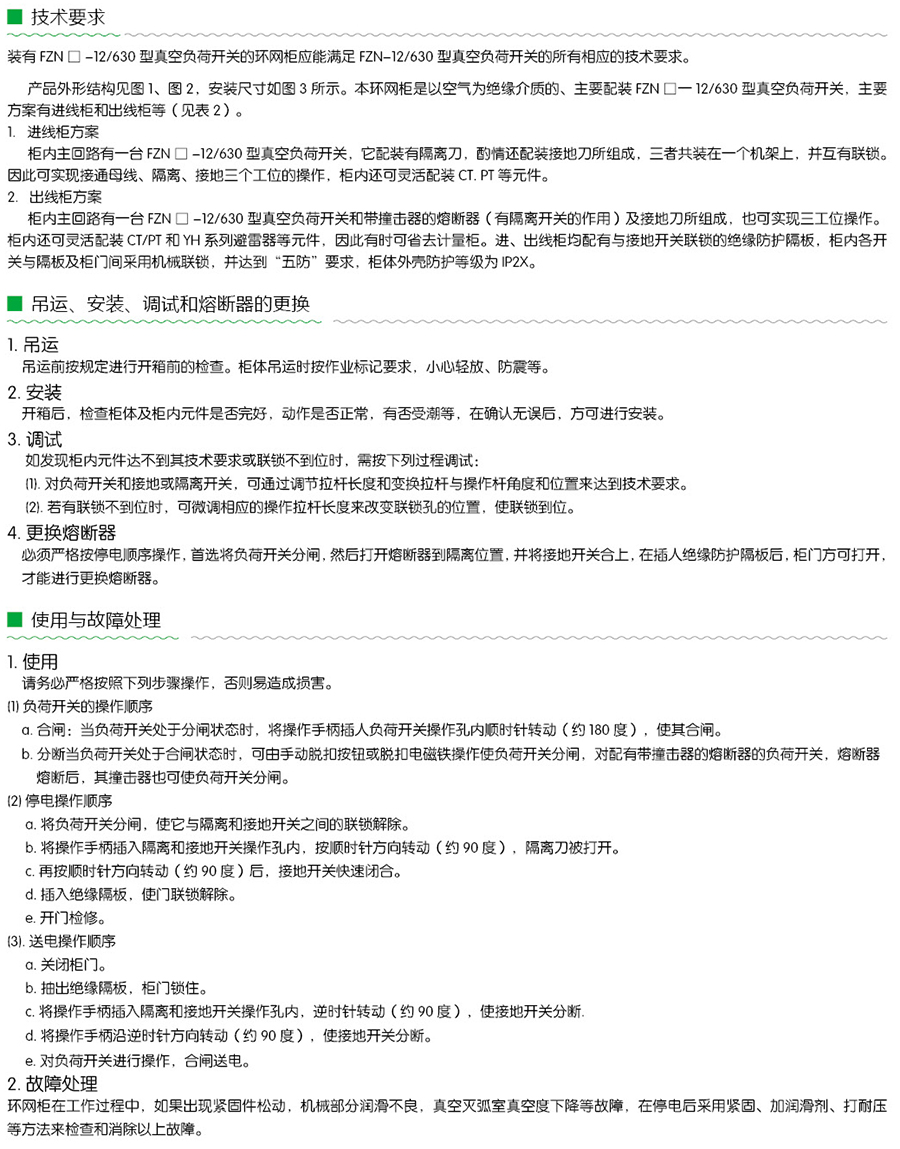 技术要求
装有 FZN □ -12/630 型真空负荷开关的环网柜应能满足 FZN-12/630 型真空负荷开关的所有相应的技术要求。
产品外形结构见图 1、图 2，安装尺寸如图 3 所示。本环网柜是以空气为绝缘介质的、主要配装 FZN □一 12/630 型真空负荷开关，主要
方案有进线柜和出线柜等（见表 2）。
1. 进线柜方案
柜内主回路有一台 FZN □ -12/630 型真空负荷开关，它配装有隔离刀，酌情还配装接地刀所组成，三者共装在一个机架上，并互有联锁。
因此可实现接通母线、隔离、接地三个工位的操作，柜内还可灵活配装 CT. PT 等元件。
2. 出线柜方案
柜内主回路有一台 FZN □ -12/630 型真空负荷开关和带撞击器的熔断器（有隔离开关的作用）及接地刀所组成，也可实现三工位操作。
柜内还可灵活配装 CT/PT 和 YH 系列避雷器等元件，因此有时可省去计量柜。进、出线柜均配有与接地开关联锁的绝缘防护隔板，柜内各开
关与隔板及柜门间采用机械联锁，并达到“五防”要求，柜体外壳防护等级为 IP2X。
吊运、安装、调试和熔断器的更换
1. 吊运
吊运前按规定进行开箱前的检查。柜体吊运时按作业标记要求，小心轻放、防震等。
2. 安装
开箱后，检查柜体及柜内元件是否完好，动作是否正常，有否受潮等，在确认无误后，方可进行安装。
3. 调试
如发现柜内元件达不到其技术要求或联锁不到位时，需按下列过程调试：
(1). 对负荷开关和接地或隔离开关，可通过调节拉杆长度和变换拉杆与操作杆角度和位置来达到技术要求。
(2). 若有联锁不到位时，可微调相应的操作拉杆长度来改变联锁孔的位置，使联锁到位。
4. 更换熔断器
必须严格按停电顺序操作，首选将负荷开关分闸，然后打开熔断器到隔离位置，并将接地开关合上，在插人绝缘防护隔板后，柜门方可打开，
才能进行更换熔断器。
使用与故障处理
1. 使用
请务必严格按照下列步骤操作，否则易造成损害。
(1) 负荷开关的操作顺序
a. 合闸：当负荷开关处于分闸状态时，将操作手柄插人负荷开关操作孔内顺时针转动（约 180 度），使其合闸。
b. 分断当负荷开关处于合闸状态时，可由手动脱扣按钮或脱扣电磁铁操作使负荷开关分闸，对配有带撞击器的熔断器的负荷开关，熔断器
熔断后，其撞击器也可使负荷开关分闸。
(2) 停电操作顺序
a. 将负荷开关分闸，使它与隔离和接地开关之间的联锁解除。
b. 将操作手柄插入隔离和接地开关操作孔内，按顺时针方向转动（约 90 度），隔离刀被打开。
c. 再按顺时针方向转动（约 90 度）后，接地开关快速闭合。
d. 插入绝缘隔板，使门联锁解除。
e. 开门检修。
(3). 送电操作顺序
a. 关闭柜门。
b. 抽出绝缘隔板，柜门锁住。
c. 将操作手柄插入隔离和接地开关操作孔内，逆时针转动（约 90 度），使接地开关分断.
d. 将操作手柄沿逆时针方向转动（约 90 度），使接地开关分断。
e. 对负荷开关进行操作，合闸送电。
2. 故障处理
环网柜在工作过程中，如果出现紧固件松动，机械部分润滑不良，真空灭弧室真空度下降等故障，在停电后采用紧固、加润滑剂、打耐压
等方法来检查和消除以上故障。